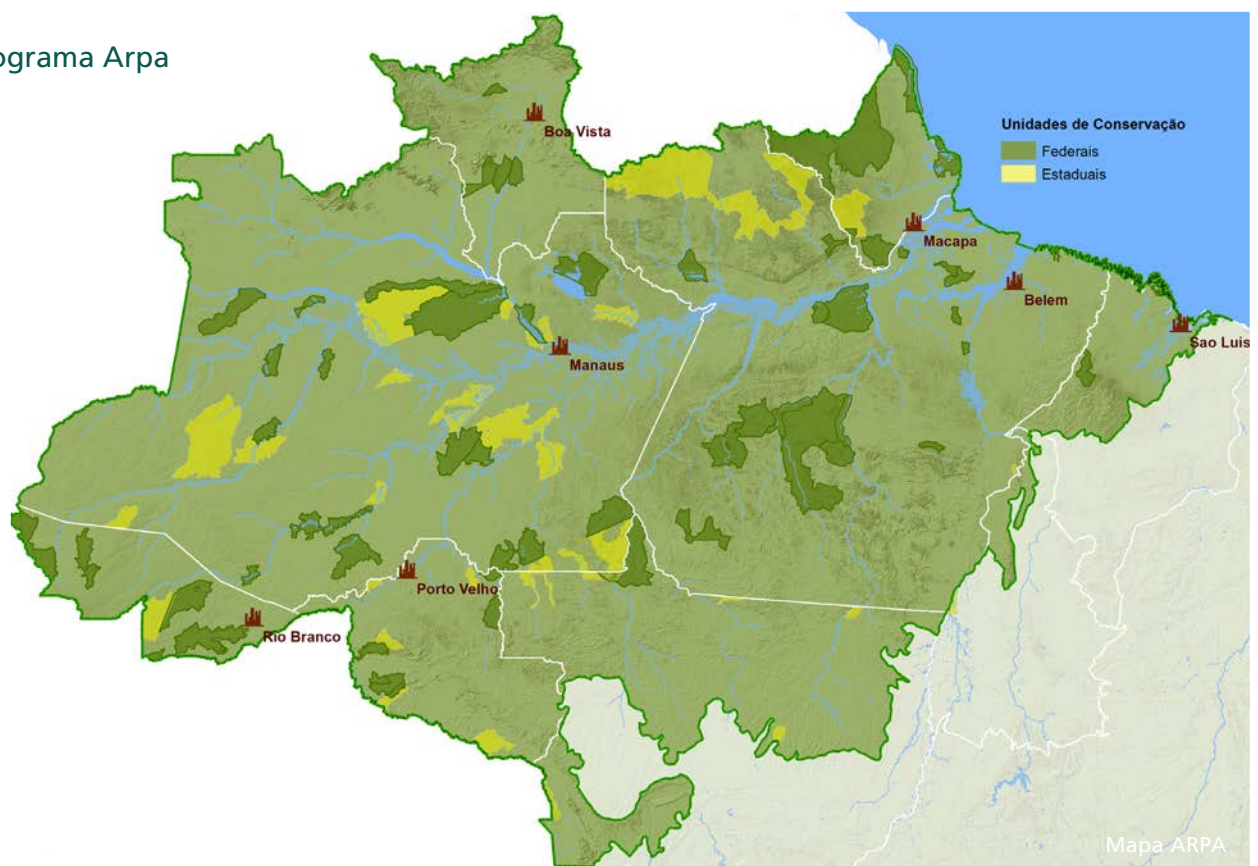 ograma Arpa
Unidades de Conservação
Federais
Estaduais
Boa Vista
Macapa
Belem
Sao Luis
Manaus
Porto Velho
Rio Branco
Mapa ARPA